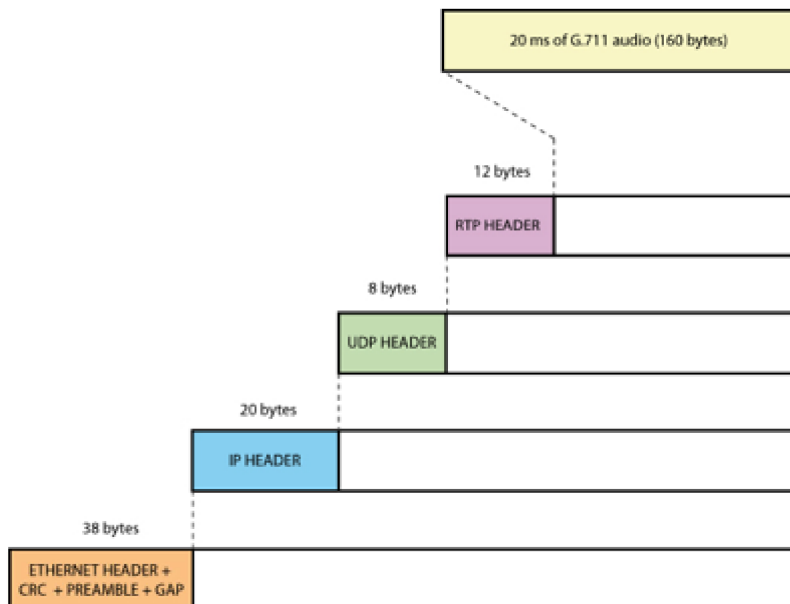 20 ms of G.711 audio (160 bytes)
12 bytes
RTP HEADER
8 bytes
UDP HEADER
20 bytes
IP HEADER
38 bytes
ETHERNET HEADER +
CRC + PREAMBLE + GAP